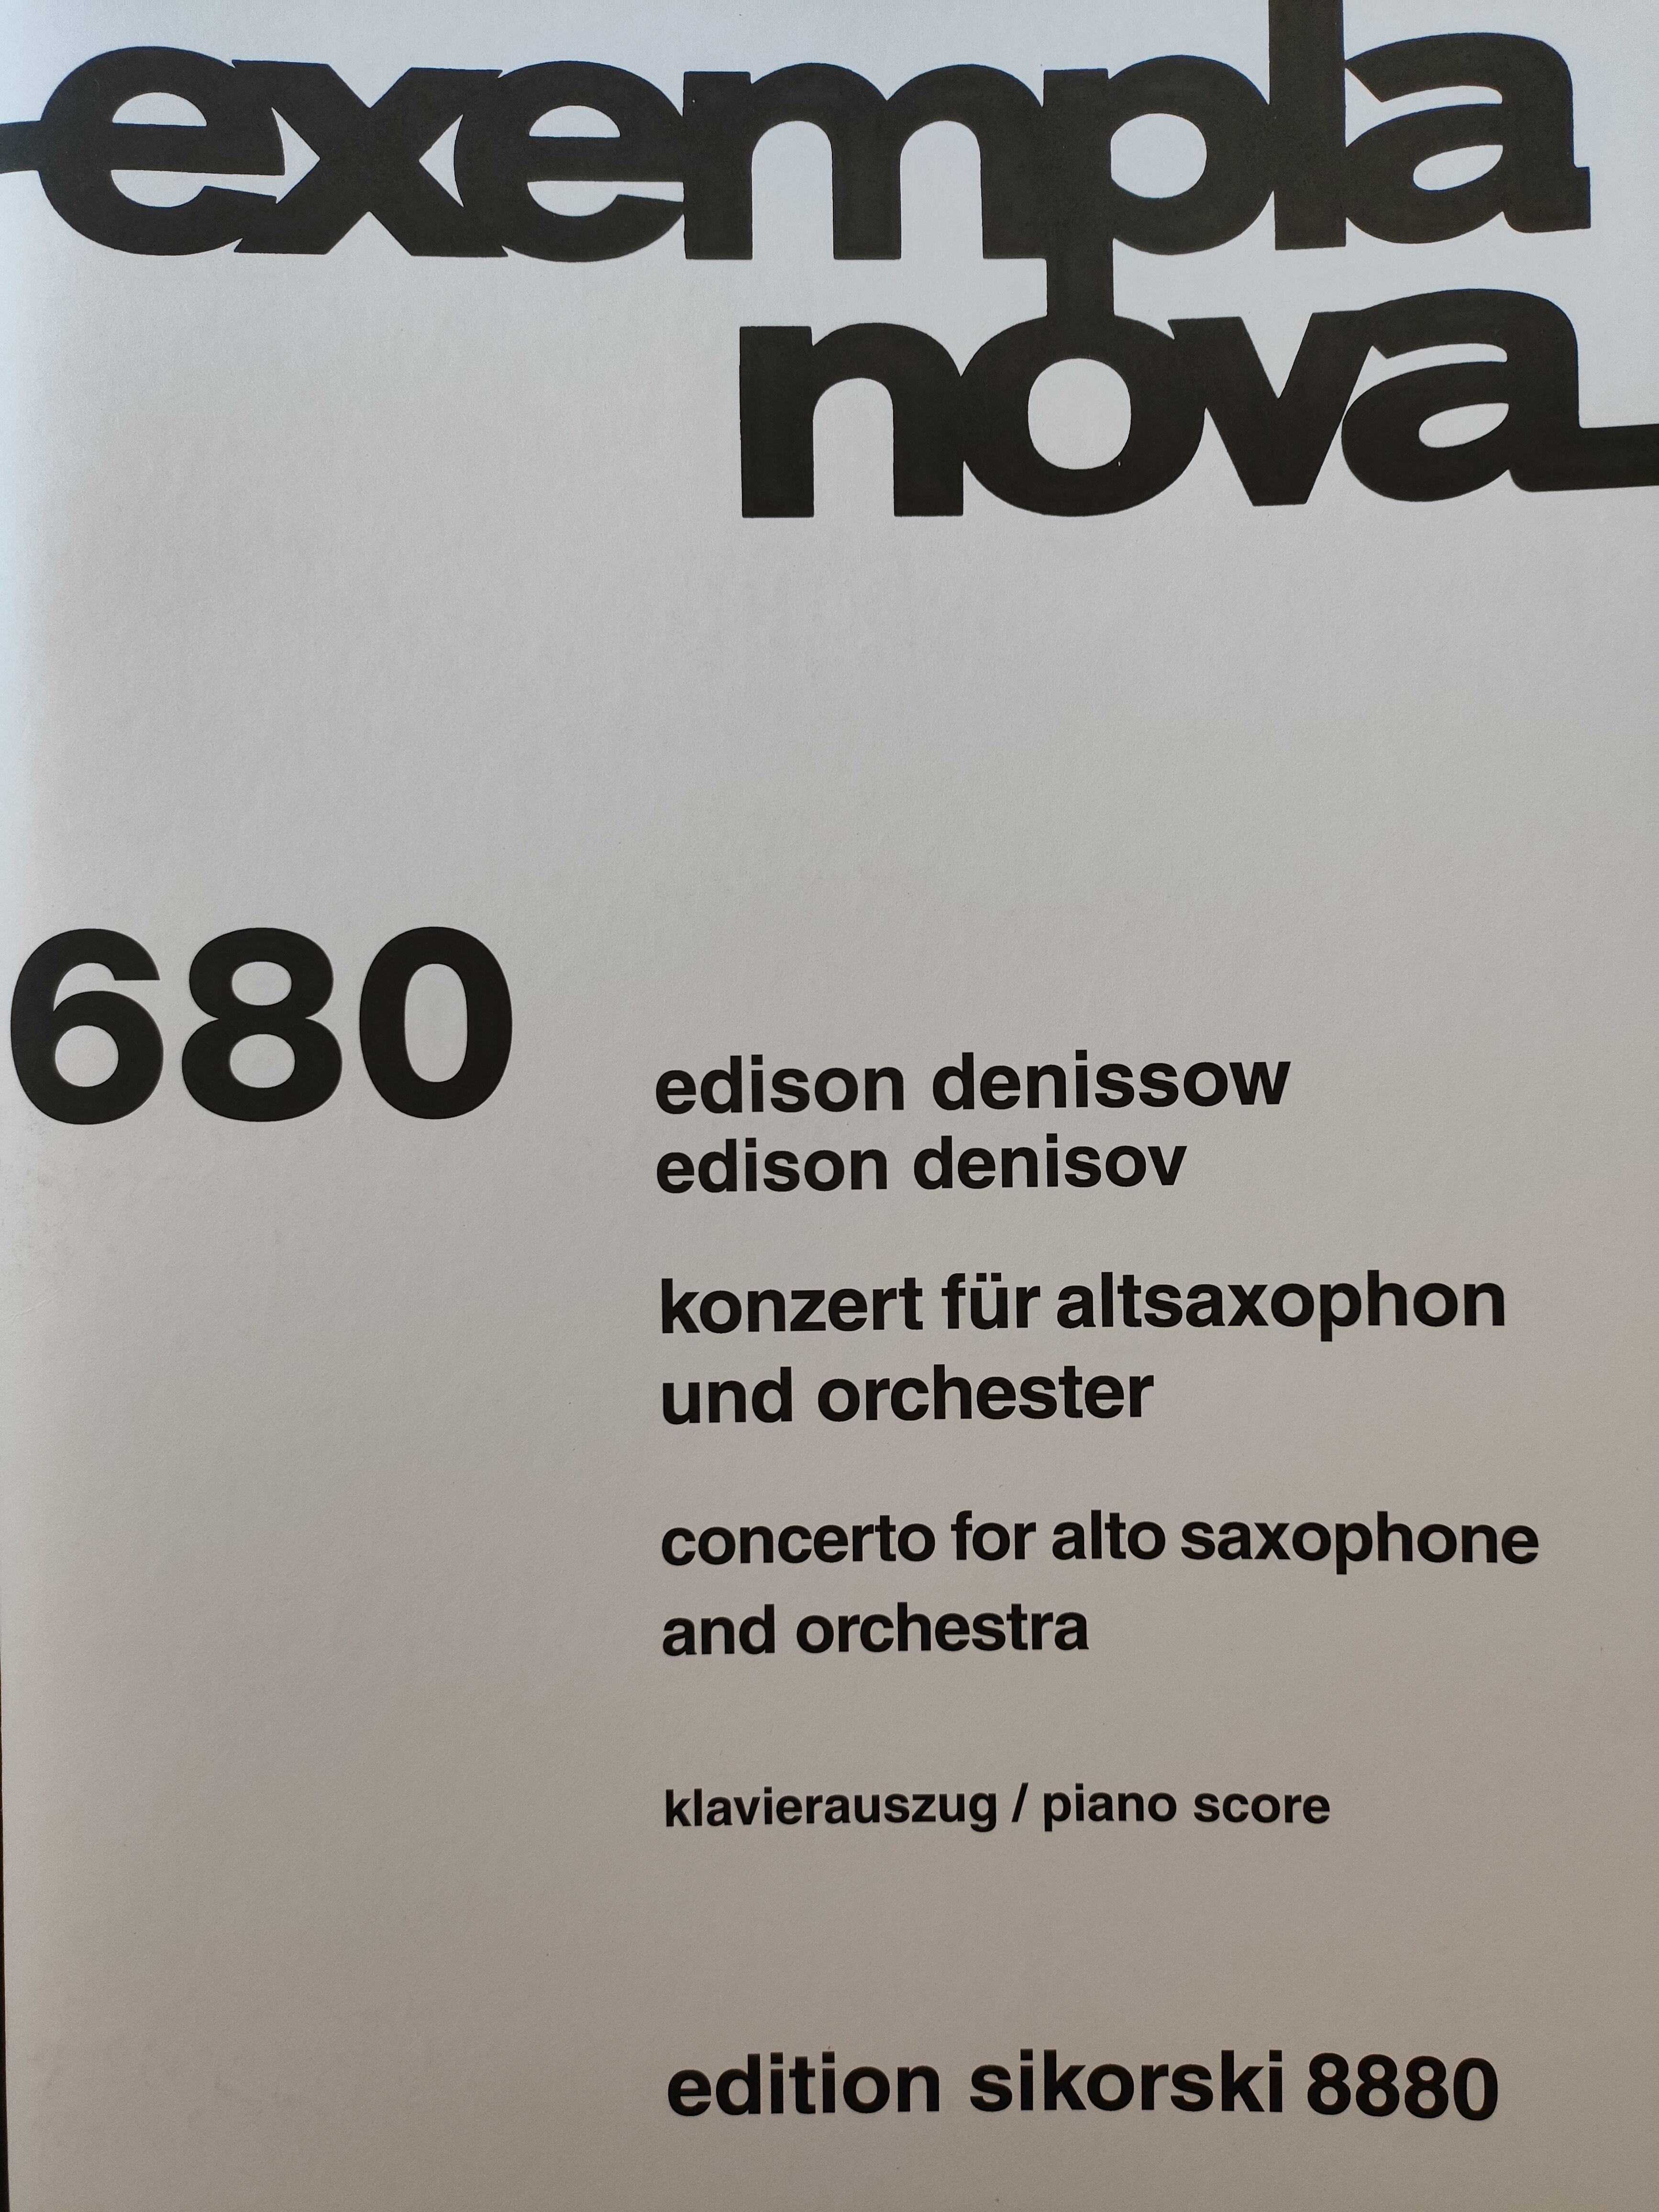 exempla
nova
680
edison denissow
edison denisov
konzert für altsaxophon
und orchester
concerto for alto saxophone
and orchestra
klavierauszug / piano score
edition sikorski 8880